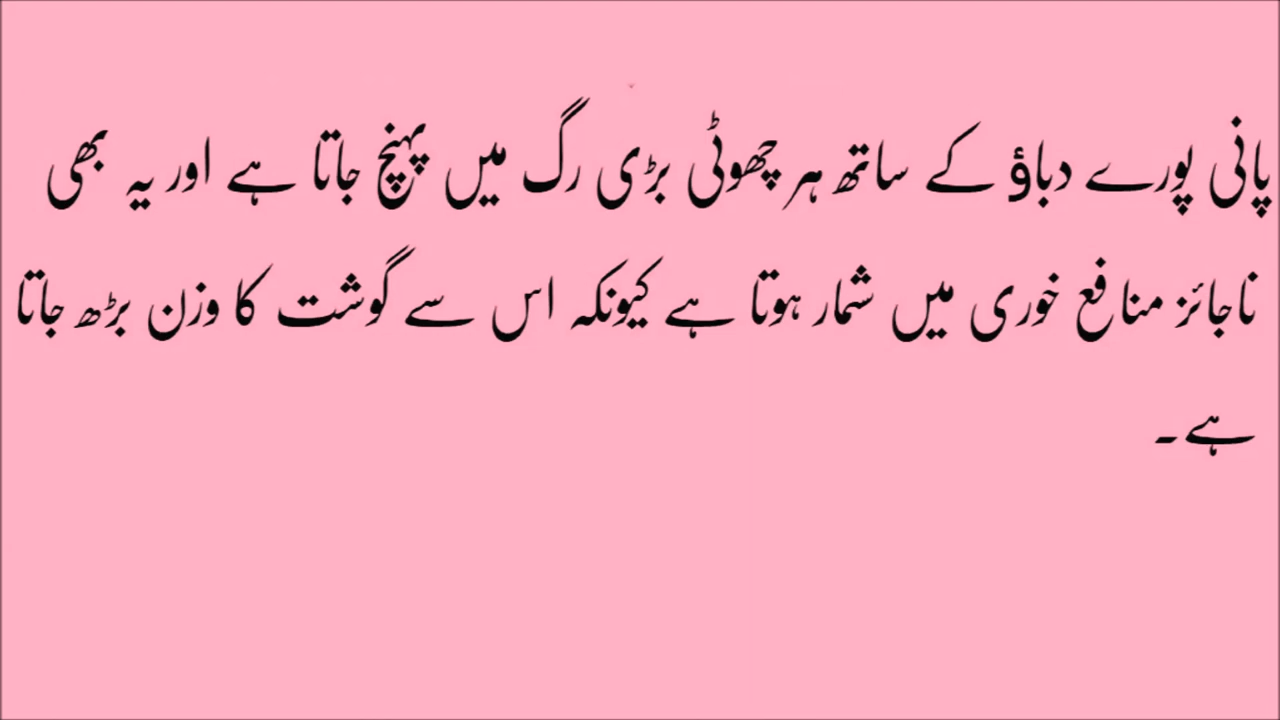 پانی پورے دباؤ کے ساتھ ہر چھوٹی بڑی رگ میں پہنچ جاتا ہے اور یہ بھی
ناجائز منافع خوری میں شمار ہوتا ہے کیونکہ اس سے گوشت کا وزن بڑھ جاتا
ہے۔